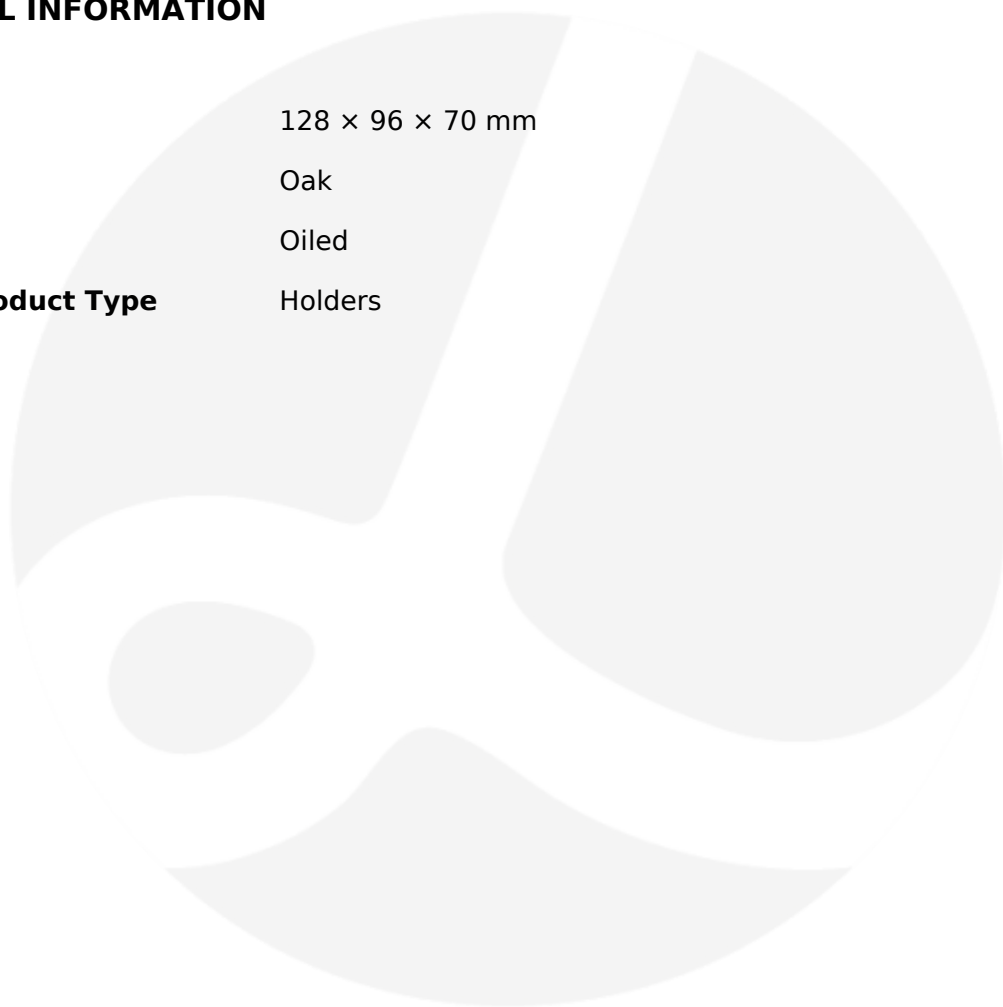 L INFORMATION
128 × 96 × 70 mm
Oak
Oiled
oduct Type Holders